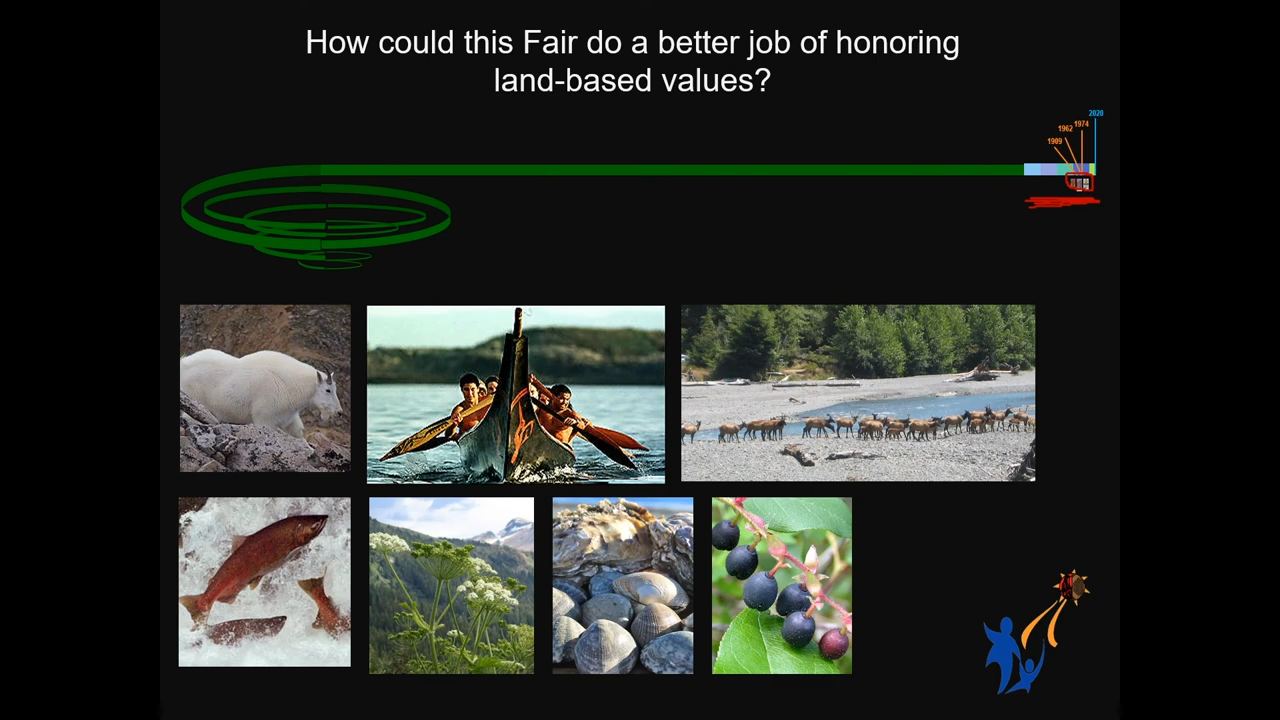 How could this Fair do a better job of honoring
land-based values?
2020
1974
1962
1909